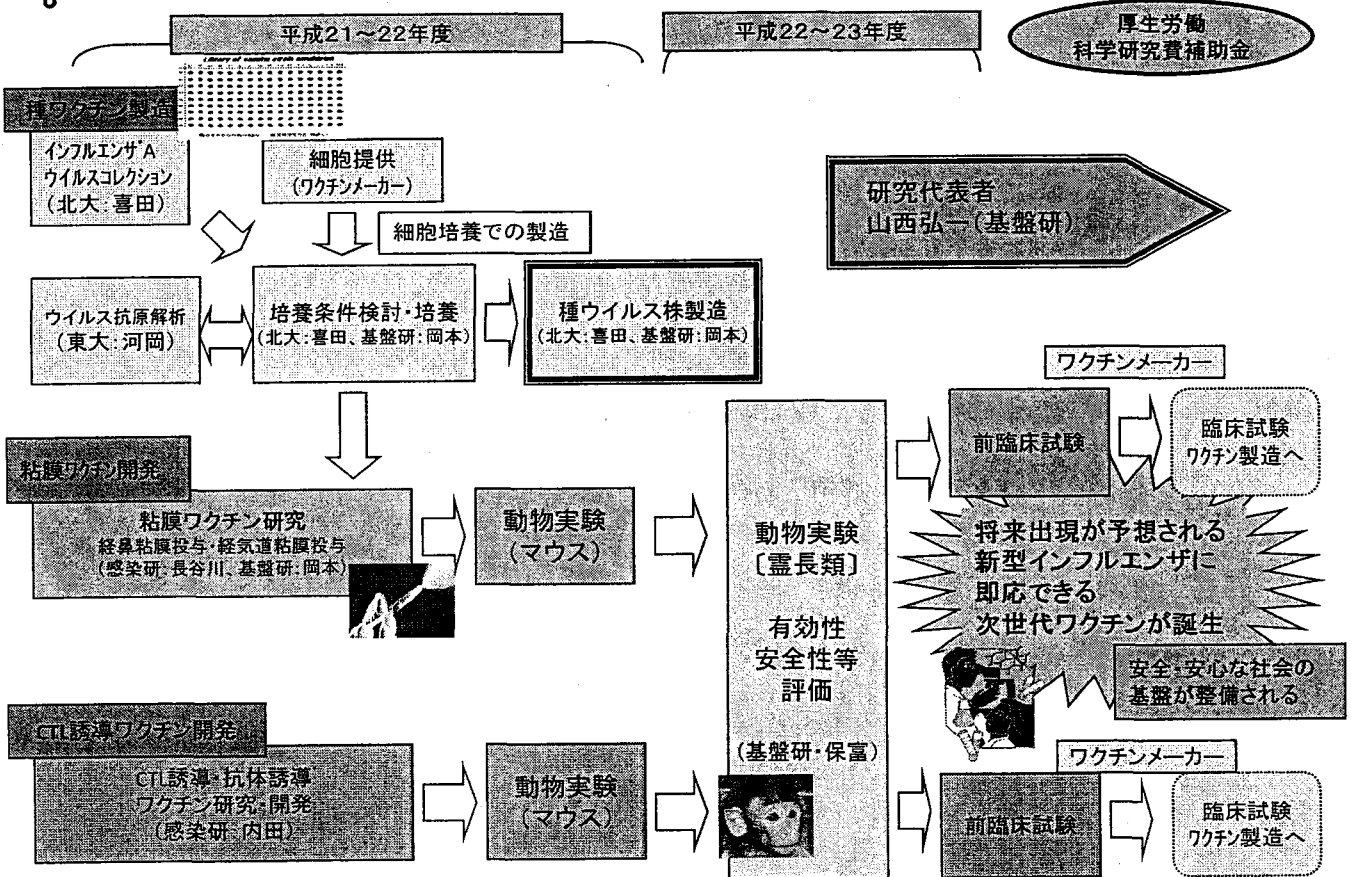 平成21～22年度
平成22～23年度
厚生労働
科学研究費補助金
種ワクチン製造
インフルエンザA
ウイルスコレクション
(北大:喜田)
細胞提供
(ワクチンメーカー)
研究代表者
山西弘一(基盤研)
細胞培養での製造
ウイルス抗原解析
(東大:河岡)
培養条件検討・培養
(北大:喜田、基盤研:岡本)
種ウイルス株製造
(北大:喜田、基盤研:岡本)
ワクチンメーカー
前臨床試験
臨床試験
ワクチン製造へ
粘膜ワクチン開発
粘膜ワクチン研究
経鼻粘膜投与・経気道粘膜投与
(感染研・長谷川、基盤研:岡本)
動物実験
(マウス)
動物実験
〔霊長類〕
有効性
安全性等
評価
(基盤研・保富)
将来出現が予想される
新型インフルエンザに
即応できる
次世代ワクチンが誕生
安全・安心な社会の
基盤が整備される
CTL誘導ワクチン開発
CTL誘導・抗体誘導
ワクチン研究・開発
(感染研:内田)
動物実験
(マウス)
ワクチンメーカー
前臨床試験
臨床試験
ワクチン製造へ